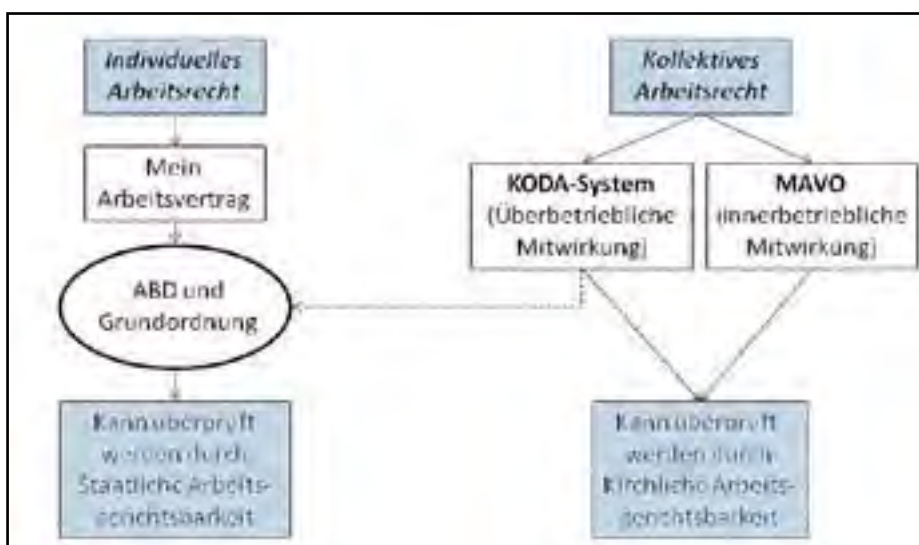 Individuelles
Arbeitsrecht
Mein
Arbeitsvertrag
ABD und
Grundordnung
Kann überprüft
werden durch
Staatliche Arbeits-
gerichtsbarkeit
Kollektives
Arbeitsrecht
KODA-System
(Überbetriebliche
Mitwirkung)
MAVO
(innerbetriebliche
Mitwirkung)
Kann überprüft
werden durch
Kirchliche Arbeits-
gerichtsbarkeit